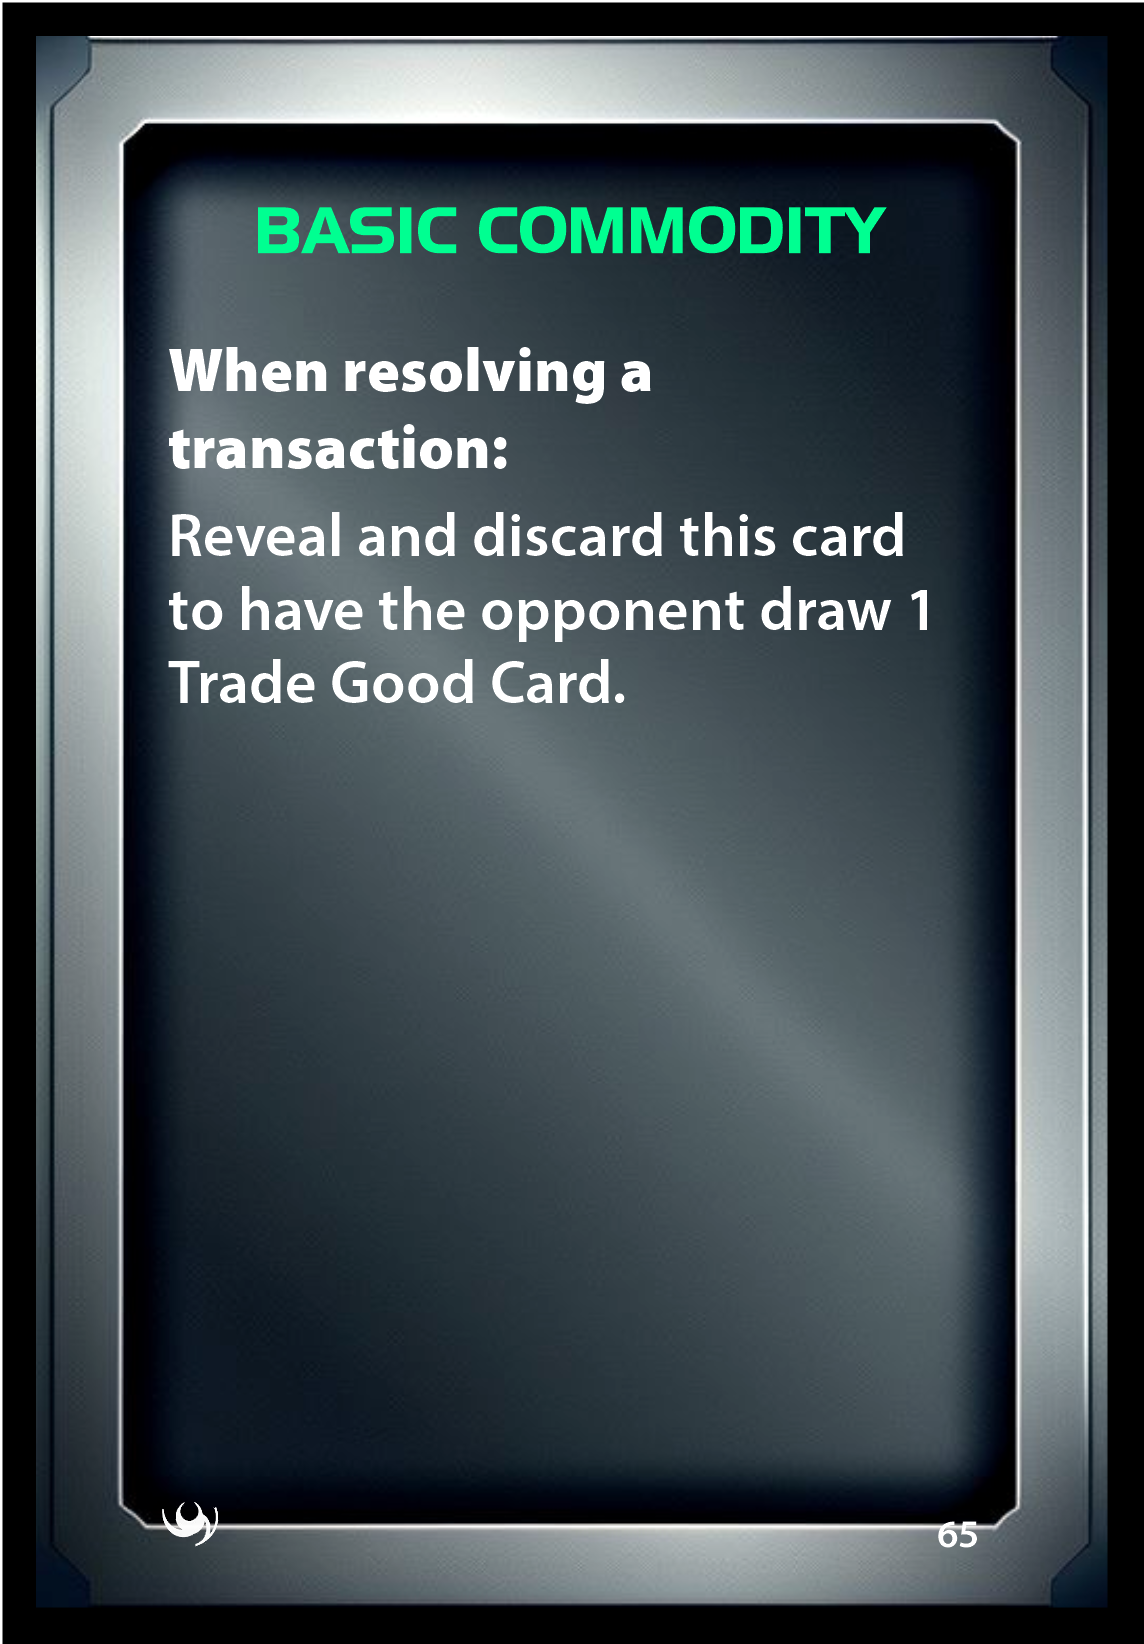 BASIC COMMODITY
When resolving a
transaction:
Reveal and discard this card
to have the opponent draw 1
Trade Good Card.
65